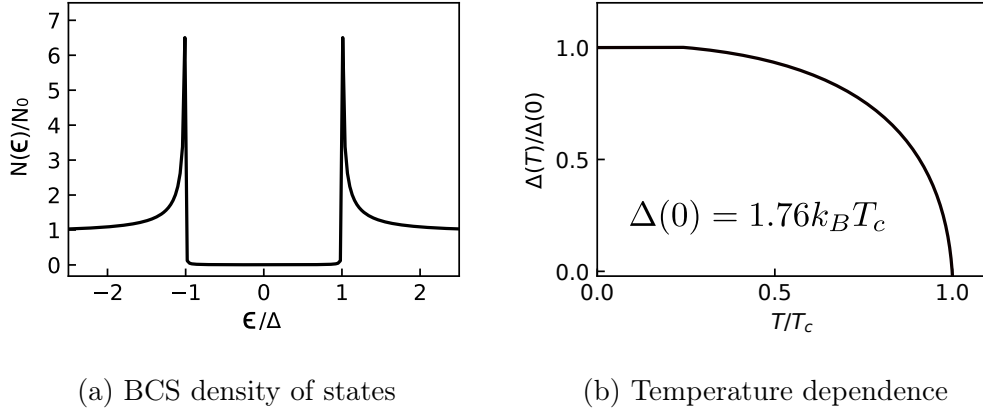 7
6
5
4
3
2
1
0
N(ϵ)/N₀
−2 −1 0 1 2
ϵ/Δ
(a) BCS density of states
1.0
0.5
0.0
Δ(T)/Δ(0)
Δ(0) = 1.76k_BT_c
0.0 0.5 1.0
T/T_c
(b) Temperature dependence